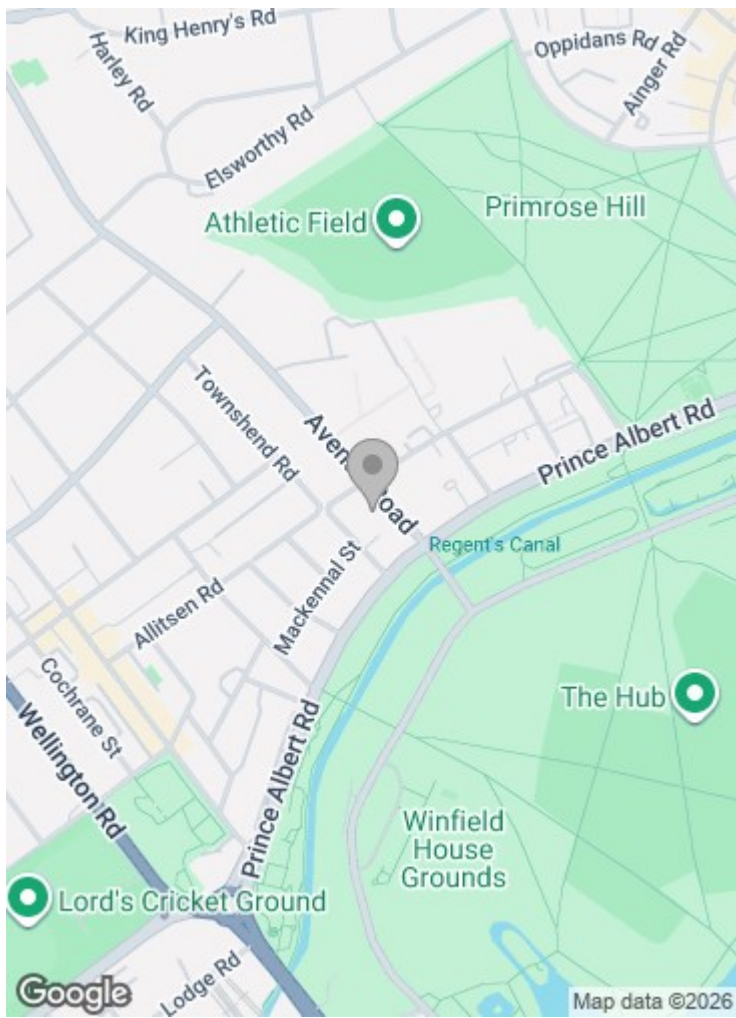 King Henry's Rd
Harley Rd
Oppidans Rd
Ainger Rd
Elsworthy Rd
Athletic Field
Primrose Hill
Townshend Rd
Avenue Road
Prince Albert Rd
Regent's Canal
Mackennal St
Allitsen Rd
Cochrane St
Wellington Rd
Prince Albert Rd
The Hub
Winfield
House
Grounds
Lord's Cricket Ground
Lodge Rd
Google
Map data ©2026